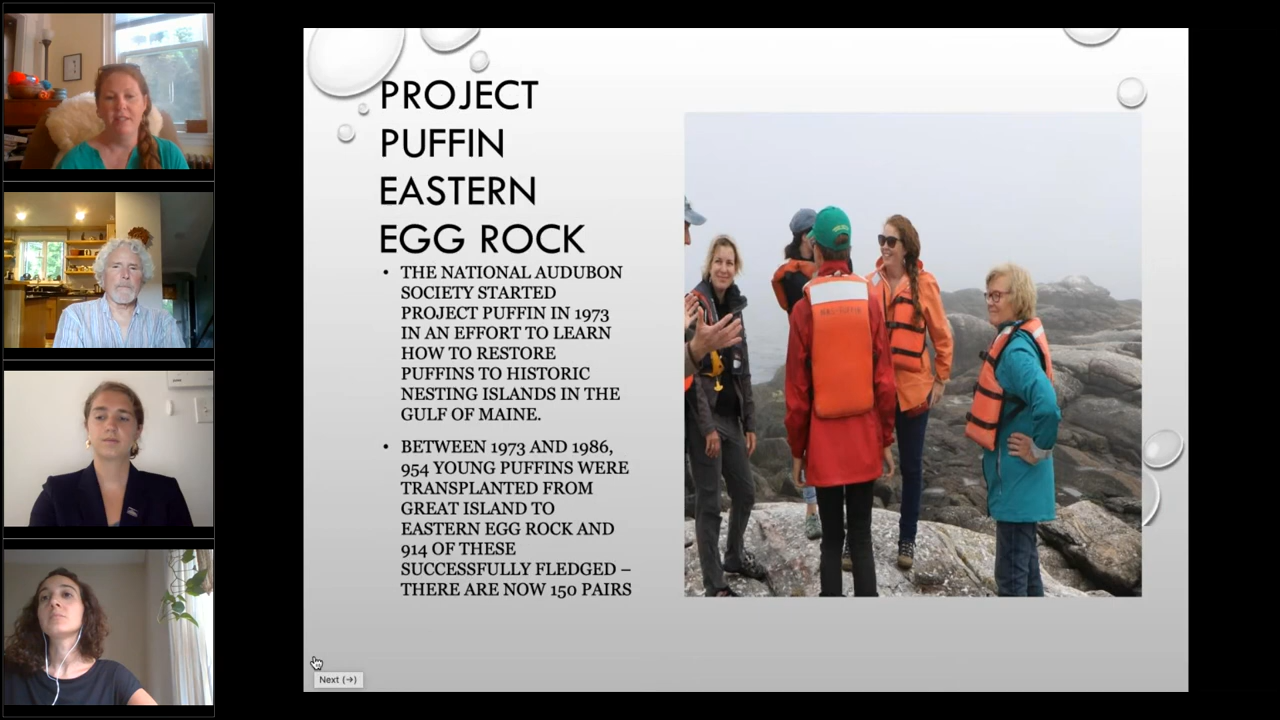 PROJECT
PUFFIN
EASTERN
EGG ROCK
• THE NATIONAL AUDUBON
SOCIETY STARTED
PROJECT PUFFIN IN 1973
IN AN EFFORT TO LEARN
HOW TO RESTORE
PUFFINS TO HISTORIC
NESTING ISLANDS IN THE
GULF OF MAINE.
• BETWEEN 1973 AND 1986,
954 YOUNG PUFFINS WERE
TRANSPLANTED FROM
GREAT ISLAND TO
EASTERN EGG ROCK AND
914 OF THESE
SUCCESSFULLY FLEDGED –
THERE ARE NOW 150 PAIRS
Next (→)